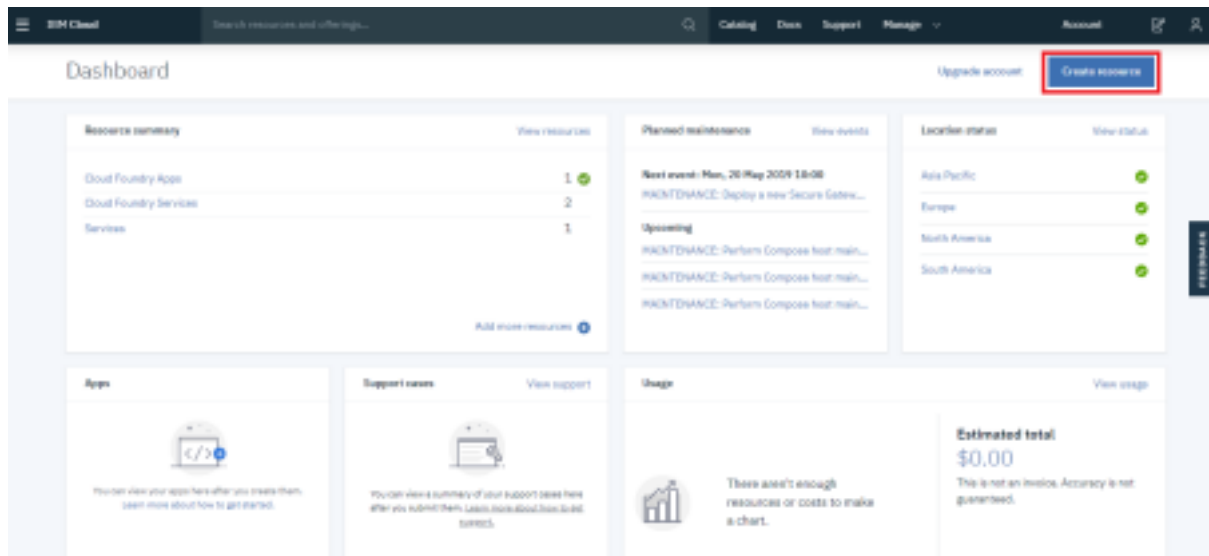 IBM Cloud
Search resources and offerings...
Catalog
Docs
Support
Manage
Account
Dashboard
Upgrade account
Create resource
Resource summary
View resources
Cloud Foundry Apps
1
Cloud Foundry Services
2
Services
1
Add more resources
Planned maintenance
View events
Next event: Mon, 20 May 2019 18:00
MAINTENANCE: Deploy a new Secure Gatew...
Upcoming
MAINTENANCE: Perform Compose host main...
MAINTENANCE: Perform Compose host main...
MAINTENANCE: Perform Compose host main...
Location status
View status
Asia Pacific
Europe
North America
South America
FEEDBACK
Apps
</>
You can view your apps here after you create them.
Learn more about how to get started.
Support cases
View support
You can view a summary of your support cases here
after you submit them. Learn more about how to get
support.
Usage
View usage
There aren't enough
resources or costs to make
a chart.
Estimated total
$0.00
This is not an invoice. Accuracy is not
guaranteed.